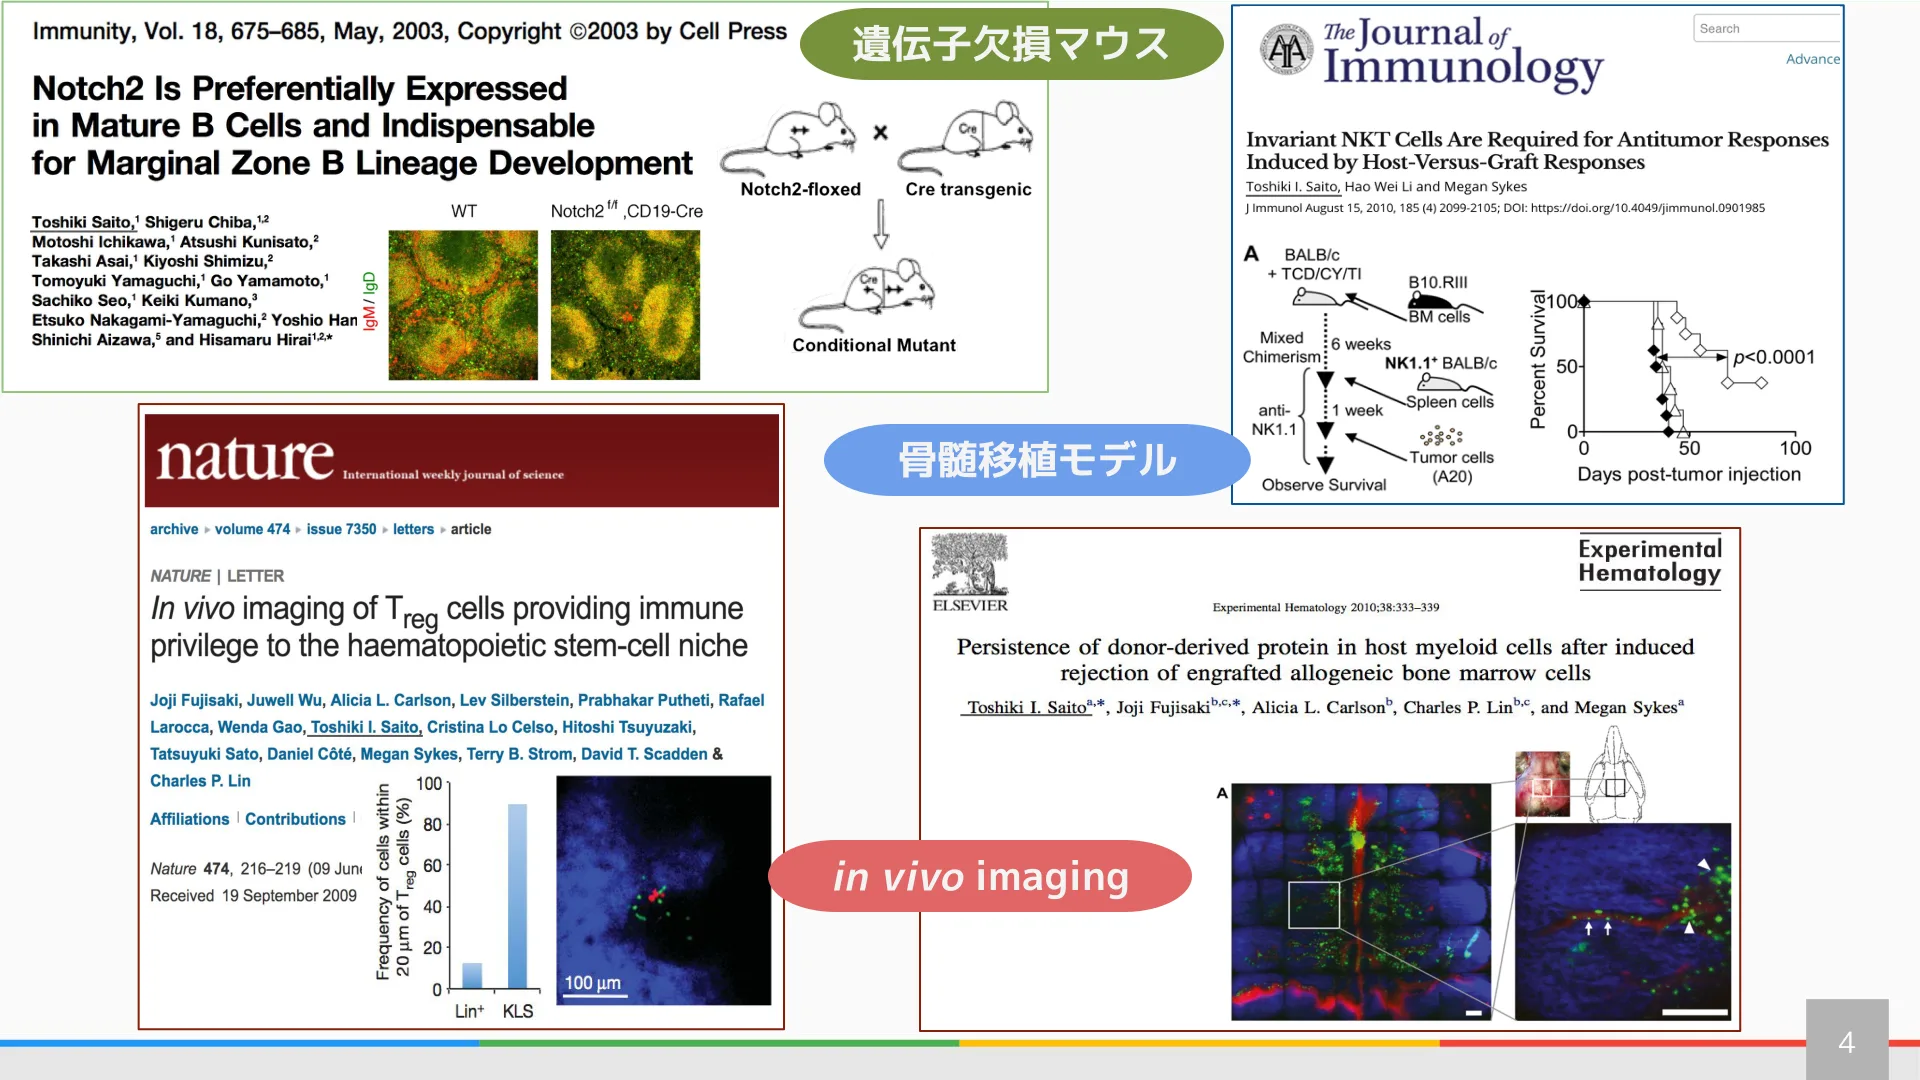 Immunity, Vol. 18, 675–685, May, 2003, Copyright ©2003 by Cell Press
遺伝子欠損マウス
Notch2 Is Preferentially Expressed
in Mature B Cells and Indispensable
for Marginal Zone B Lineage Development
Toshiki Saito,¹ Shigeru Chiba,¹,²
Motoshi Ichikawa,¹ Atsushi Kunisato,²
Takashi Asai,¹ Kiyoshi Shimizu,²
Tomoyuki Yamaguchi,¹ Go Yamamoto,¹
Sachiko Seo,¹ Keiki Kumano,³
Etsuko Nakagami-Yamaguchi,² Yoshio Han
Shinichi Aizawa,⁵ and Hisamaru Hirai¹,²,*
IgM / IgD
WT
Notch2 f/f ,CD19-Cre
Cre
Notch2-floxed
×
Cre transgenic
Cre
Conditional Mutant
The Journal of
Immunology
Search
Advance
Invariant NKT Cells Are Required for Antitumor Responses
Induced by Host-Versus-Graft Responses
Toshiki I. Saito, Hao Wei Li and Megan Sykes
J Immunol August 15, 2010, 185 (4) 2099-2105; DOI: https://doi.org/10.4049/jimmunol.0901985
A
BALB/c
+ TCD/CY/TI
B10.RIII
BM cells
Mixed
Chimerism
6 weeks
NK1.1⁺ BALB/c
Spleen cells
anti-
NK1.1
1 week
Tumor cells
(A20)
Observe Survival
Percent Survival
100
50
0
p<0.0001
0
50
100
Days post-tumor injection
骨髄移植モデル
nature
International weekly journal of science
archive ▸ volume 474 ▸ issue 7350 ▸ letters ▸ article
NATURE | LETTER
In vivo imaging of Treg cells providing immune
privilege to the haematopoietic stem-cell niche
Joji Fujisaki, Juwell Wu, Alicia L. Carlson, Lev Silberstein, Prabhakar Putheti, Rafael
Larocca, Wenda Gao, Toshiki I. Saito, Cristina Lo Celso, Hitoshi Tsuyuzaki,
Tatsuyuki Sato, Daniel Côté, Megan Sykes, Terry B. Strom, David T. Scadden &
Charles P. Lin
Affiliations | Contributions |
Nature 474, 216–219 (09 June
Received 19 September 2009
Frequency of cells within
20 µm of Treg cells (%)
100
80
60
40
20
0
Lin⁺
KLS
100 µm
in vivo imaging
ELSEVIER
Experimental
Hematology
Experimental Hematology 2010;38:333–339
Persistence of donor-derived protein in host myeloid cells after induced
rejection of engrafted allogeneic bone marrow cells
Toshiki I. Saitoᵃ,*, Joji Fujisakiᵇ,ᶜ,*, Alicia L. Carlsonᵇ, Charles P. Linᵇ,ᶜ, and Megan Sykesᵃ
A
4